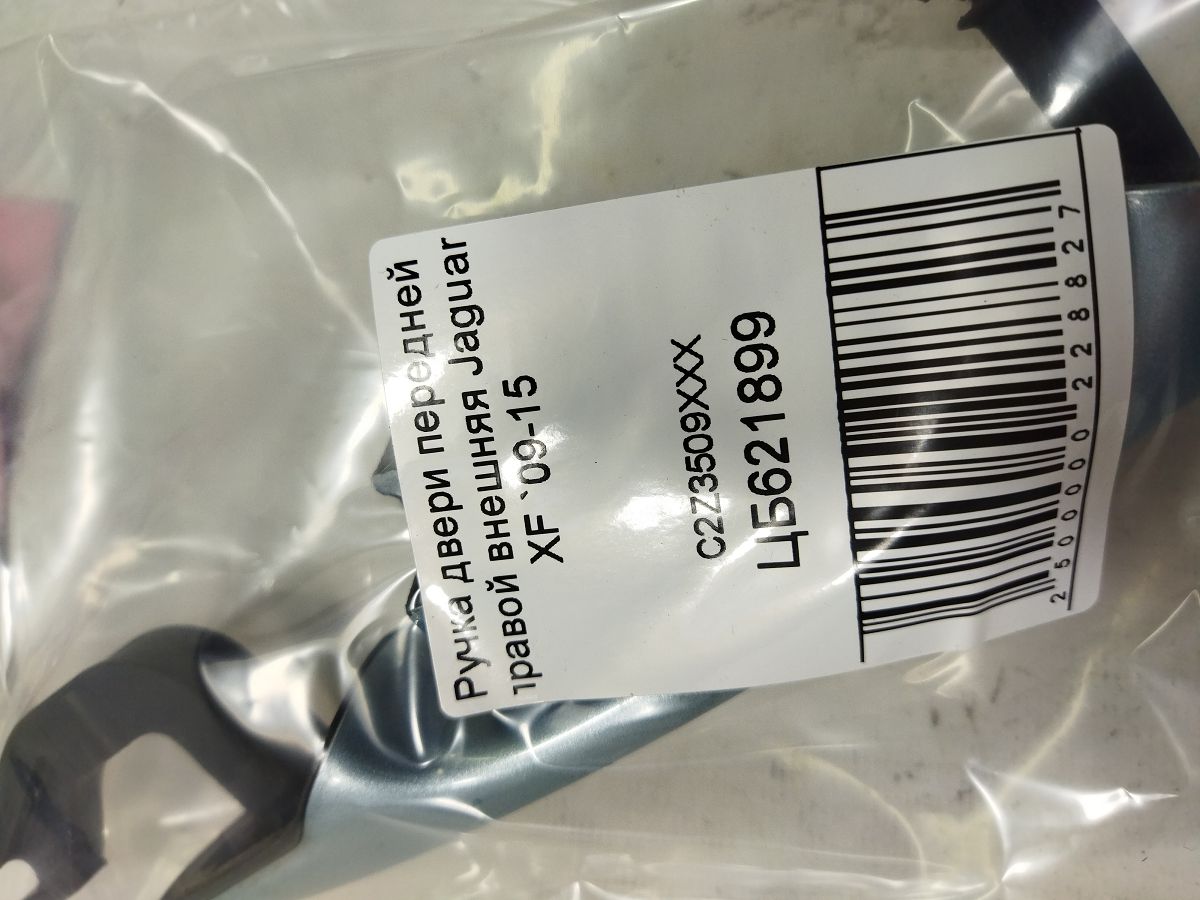 Ручка двери передней
правой внешняя Jaguar
XF `09-15
C2Z3509XXX
ЦБ621899
2500000228827